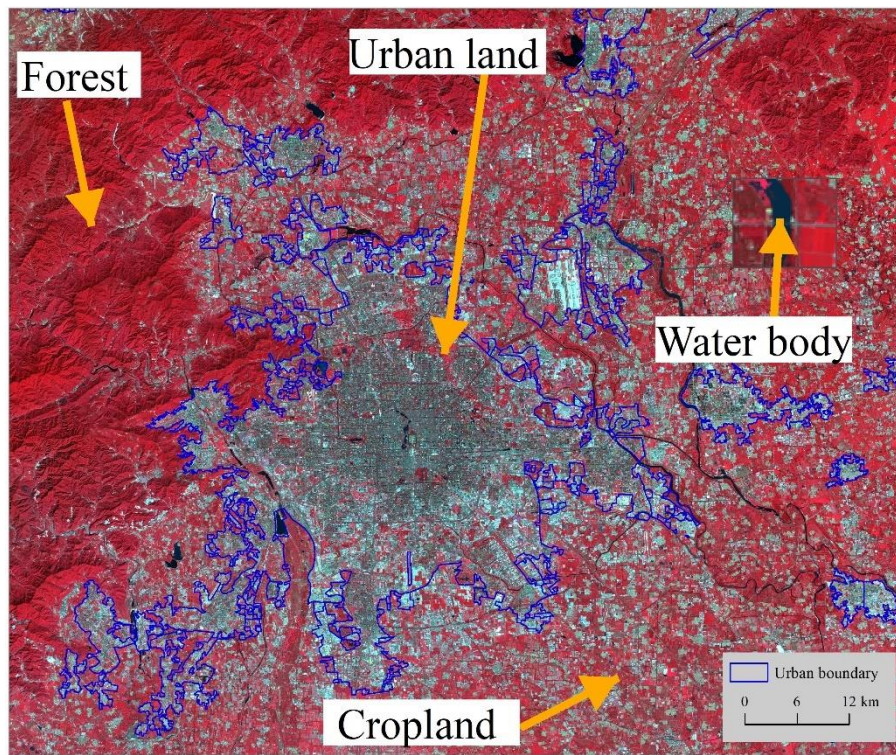 Urban land
Forest
Water body
Cropland
Urban boundary
0 6 12 km